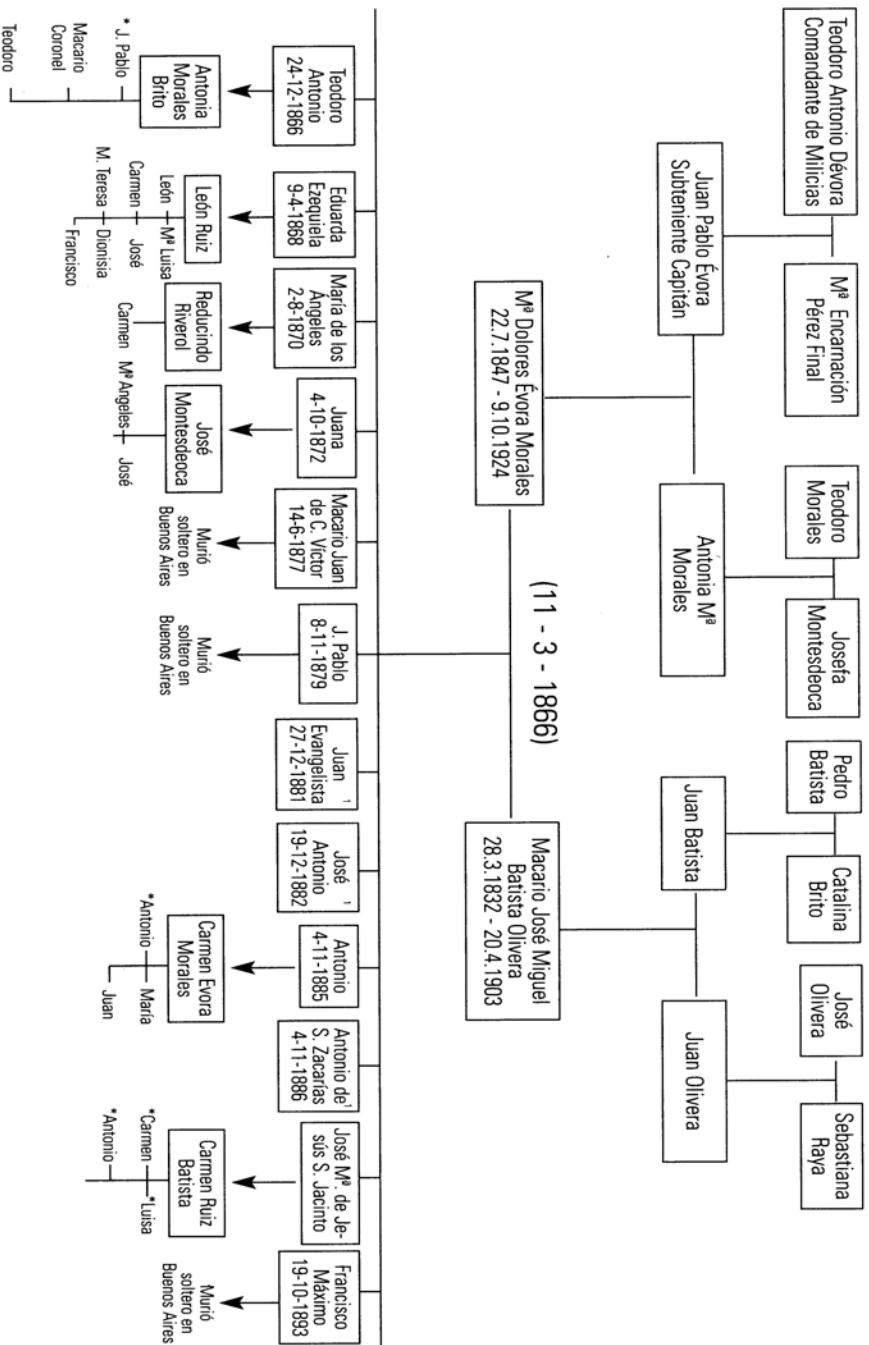 Teodoro Antonio Dévora
Comandante de Milicias
Mª Encarnación
Pérez Final
Teodoro
Morales
Josefa
Montesdeoca
Pedro
Batista
Catalina
Brito
José
Olivera
Sebastiana
Raya
Juan Pablo Évora
Subteniente Capitán
Antonia Mª
Morales
Juan Batista
Juan Olivera
Mª Dolores Évora Morales
22.7.1847 - 9.10.1924
(11 - 3 - 1866)
Macario José Miguel
Batista Olivera
28.3.1832 - 20.4.1903
Teodoro
Antonio
24-12-1866
Eduarda
Ezequiela
9-4-1868
María de los
Ángeles
2-8-1870
Juana
4-10-1872
Macario Juan
de C. Víctor
14-6-1877
J. Pablo
8-11-1879
Juan 1
Evangelista
27-12-1881
José 1
Antonio
19-12-1882
Antonio
4-11-1885
Antonio de 1
S. Zacarías
4-11-1886
José Mª. de Je-
sús S. Jacinto
Francisco
Máximo
19-10-1893
Antonia
Morales
Brito
León Ruiz
Reducindo
Riverol
José
Montesdeoca
Murió
soltero en
Buenos Aires
Murió
soltero en
Buenos Aires
Carmen Evora
Morales
Carmen Ruiz
Batista
Murió
soltero en
Buenos Aires
* J. Pablo
Macario
Coronel
Teodoro
León Mª Luisa
Carmen José
M. Teresa Dionisia
Francisco
Carmen
Mª Angeles José
*Antonio María
Juan
*Carmen *Luisa
*Antonio